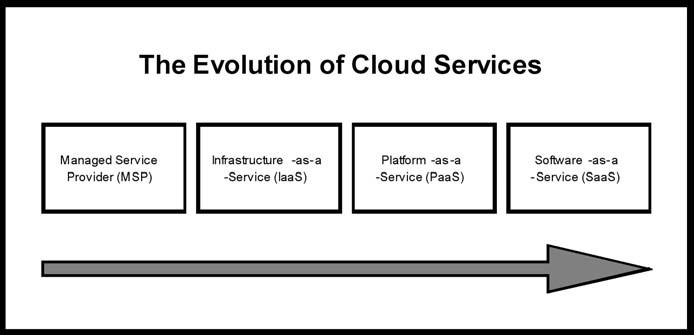 The Evolution of Cloud Services
Managed Service
Provider (MSP)
Infrastructure -as-a
-Service (IaaS)
Platform -as-a
-Service (PaaS)
Software -as-a
-Service (SaaS)